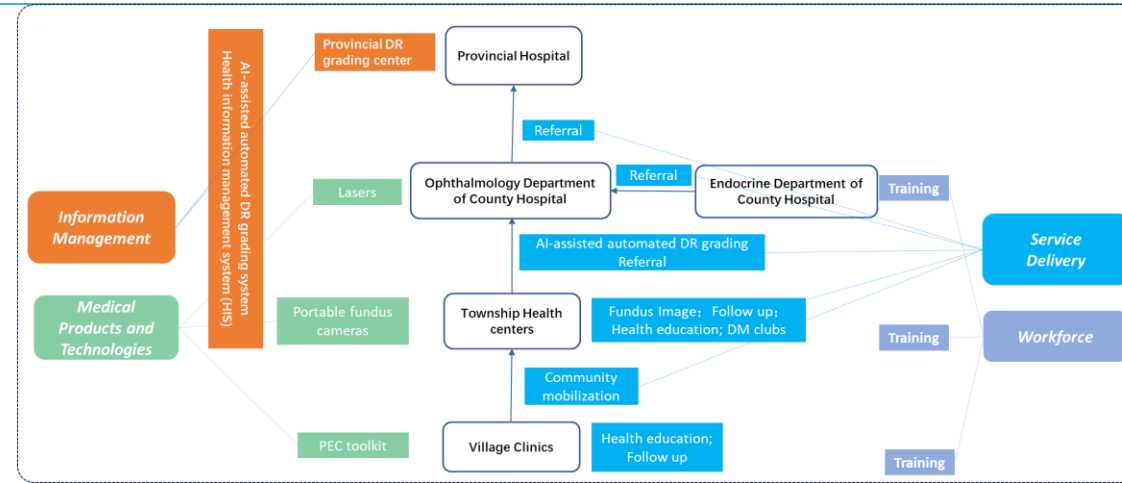 AI-assisted automated DR grading system
Health information management system (HIS)
Provincial DR
grading center
Provincial Hospital
Referral
Lasers
Ophthalmology Department
of County Hospital
Referral
Endocrine Department of
County Hospital
Training
Information
Management
Service
Delivery
AI-assisted automated DR grading
Referral
Medical
Products and
Technologies
Portable fundus
cameras
Township Health
centers
Fundus Image；Follow up；
Health education; DM clubs
Training
Workforce
Community
mobilization
PEC toolkit
Village Clinics
Health education;
Follow up
Training